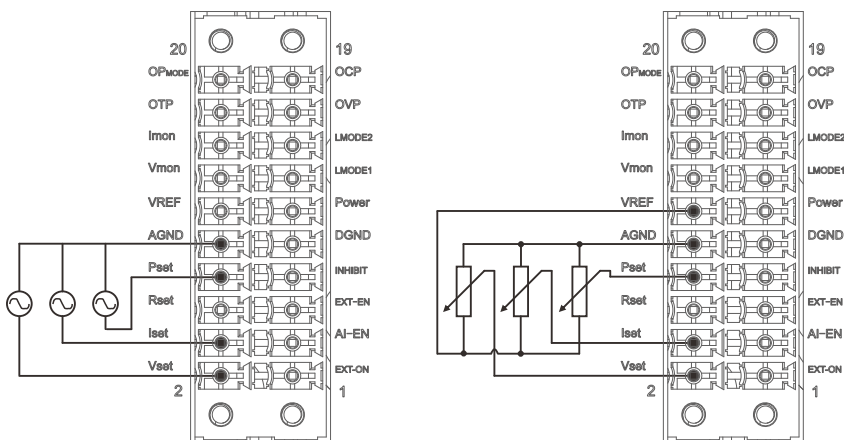 20 19
OPMODE OCP
OTP OVP
Imon LMODE2
Vmon LMODE1
VREF Power
AGND DGND
Pset INHIBIT
Rset EXT-EN
Iset AI-EN
Vset EXT-ON
2 1
20 19
OPMODE OCP
OTP OVP
Imon LMODE2
Vmon LMODE1
VREF Power
AGND DGND
Pset INHIBIT
Rset EXT-EN
Iset AI-EN
Vset EXT-ON
2 1